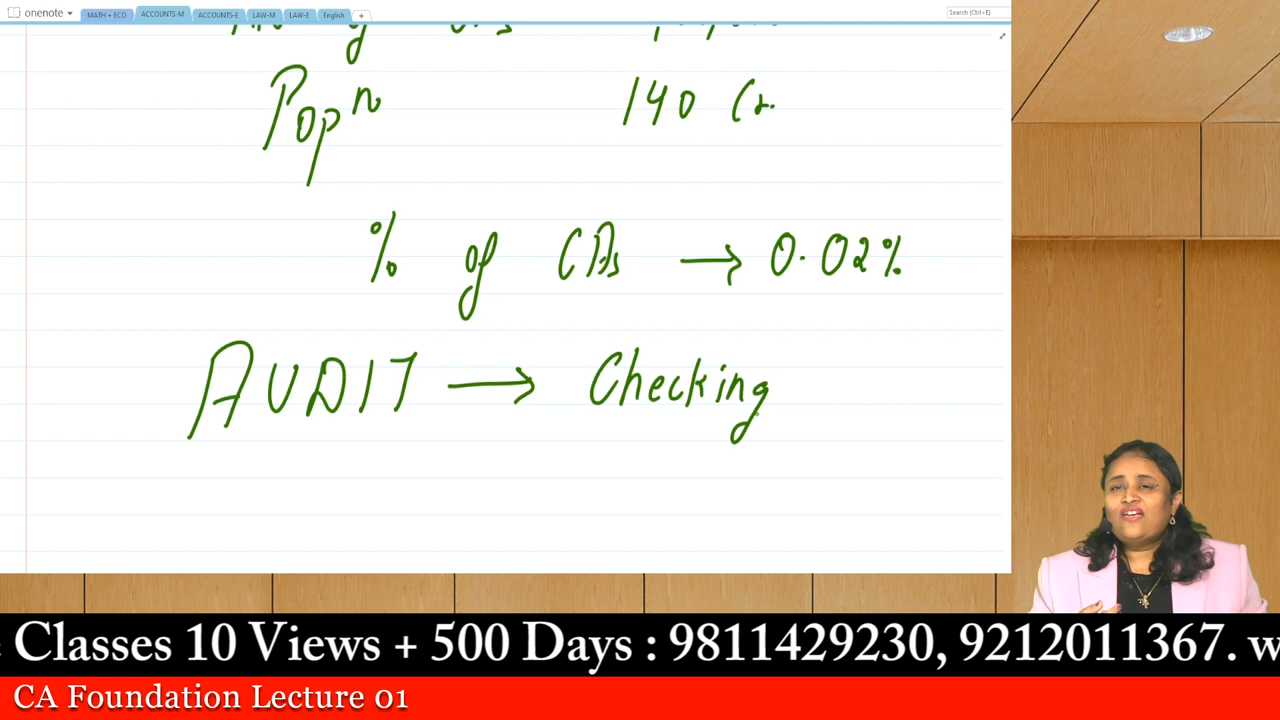 onenote MATH + ECO ACCOUNTS-M ACCOUNTS-E LAW-M LAW-E English + Search (Ctrl+E)
Popn 140 Cr.
% of CAs → 0.02%
AUDIT → Checking
Classes 10 Views + 500 Days : 9811429230, 9212011367. w
CA Foundation Lecture 01